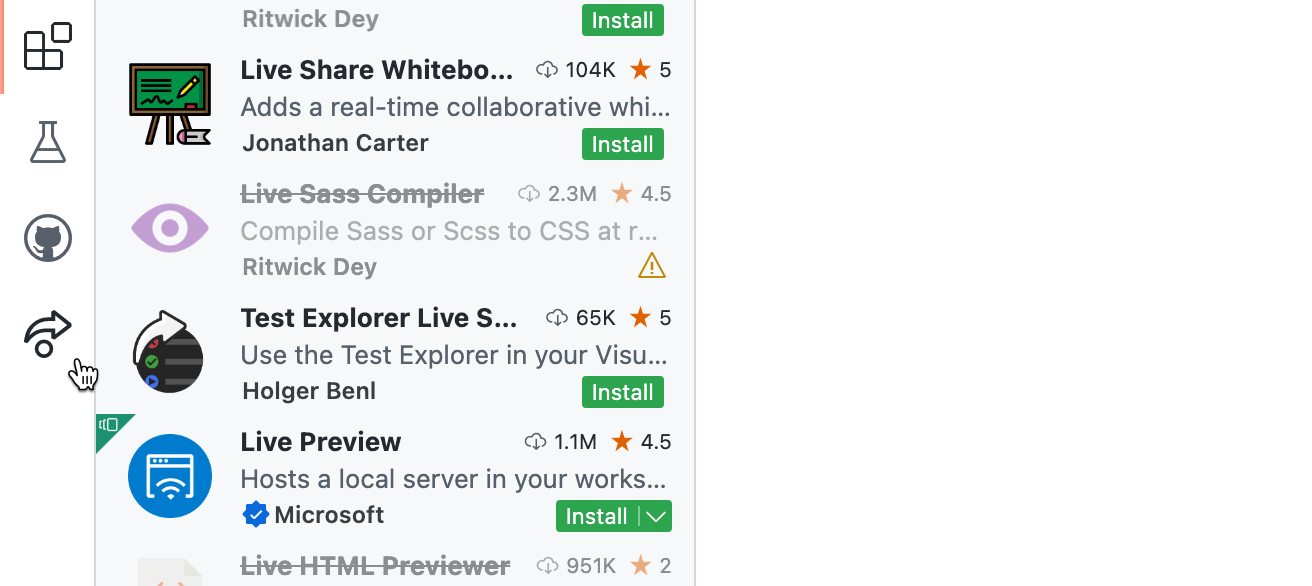 Ritwick Dey Install
Live Share Whitebo... 104K 5
Adds a real-time collaborative whi...
Jonathan Carter Install
Live Sass Compiler 2.3M 4.5
Compile Sass or Scss to CSS at r...
Ritwick Dey
Test Explorer Live S... 65K 5
Use the Test Explorer in your Visu...
Holger Benl Install
Live Preview 1.1M 4.5
Hosts a local server in your works...
Microsoft Install
Live HTML Previewer 951K 2